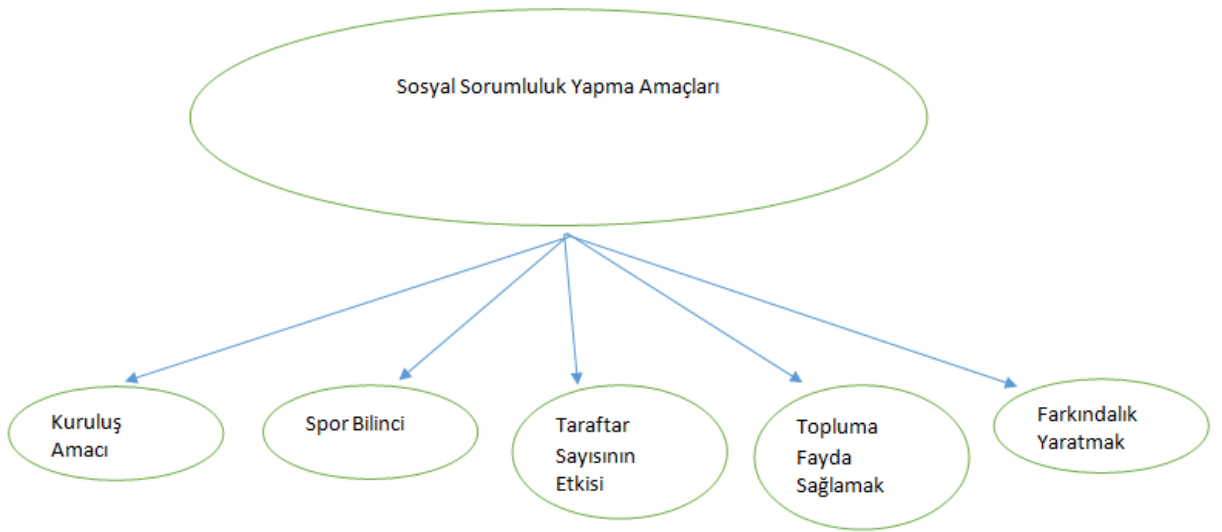 Sosyal Sorumluluk Yapma Amaçları
Kuruluş
Amacı
Spor Bilinci
Taraftar
Sayısının
Etkisi
Topluma
Fayda
Sağlamak
Farkındalık
Yaratmak